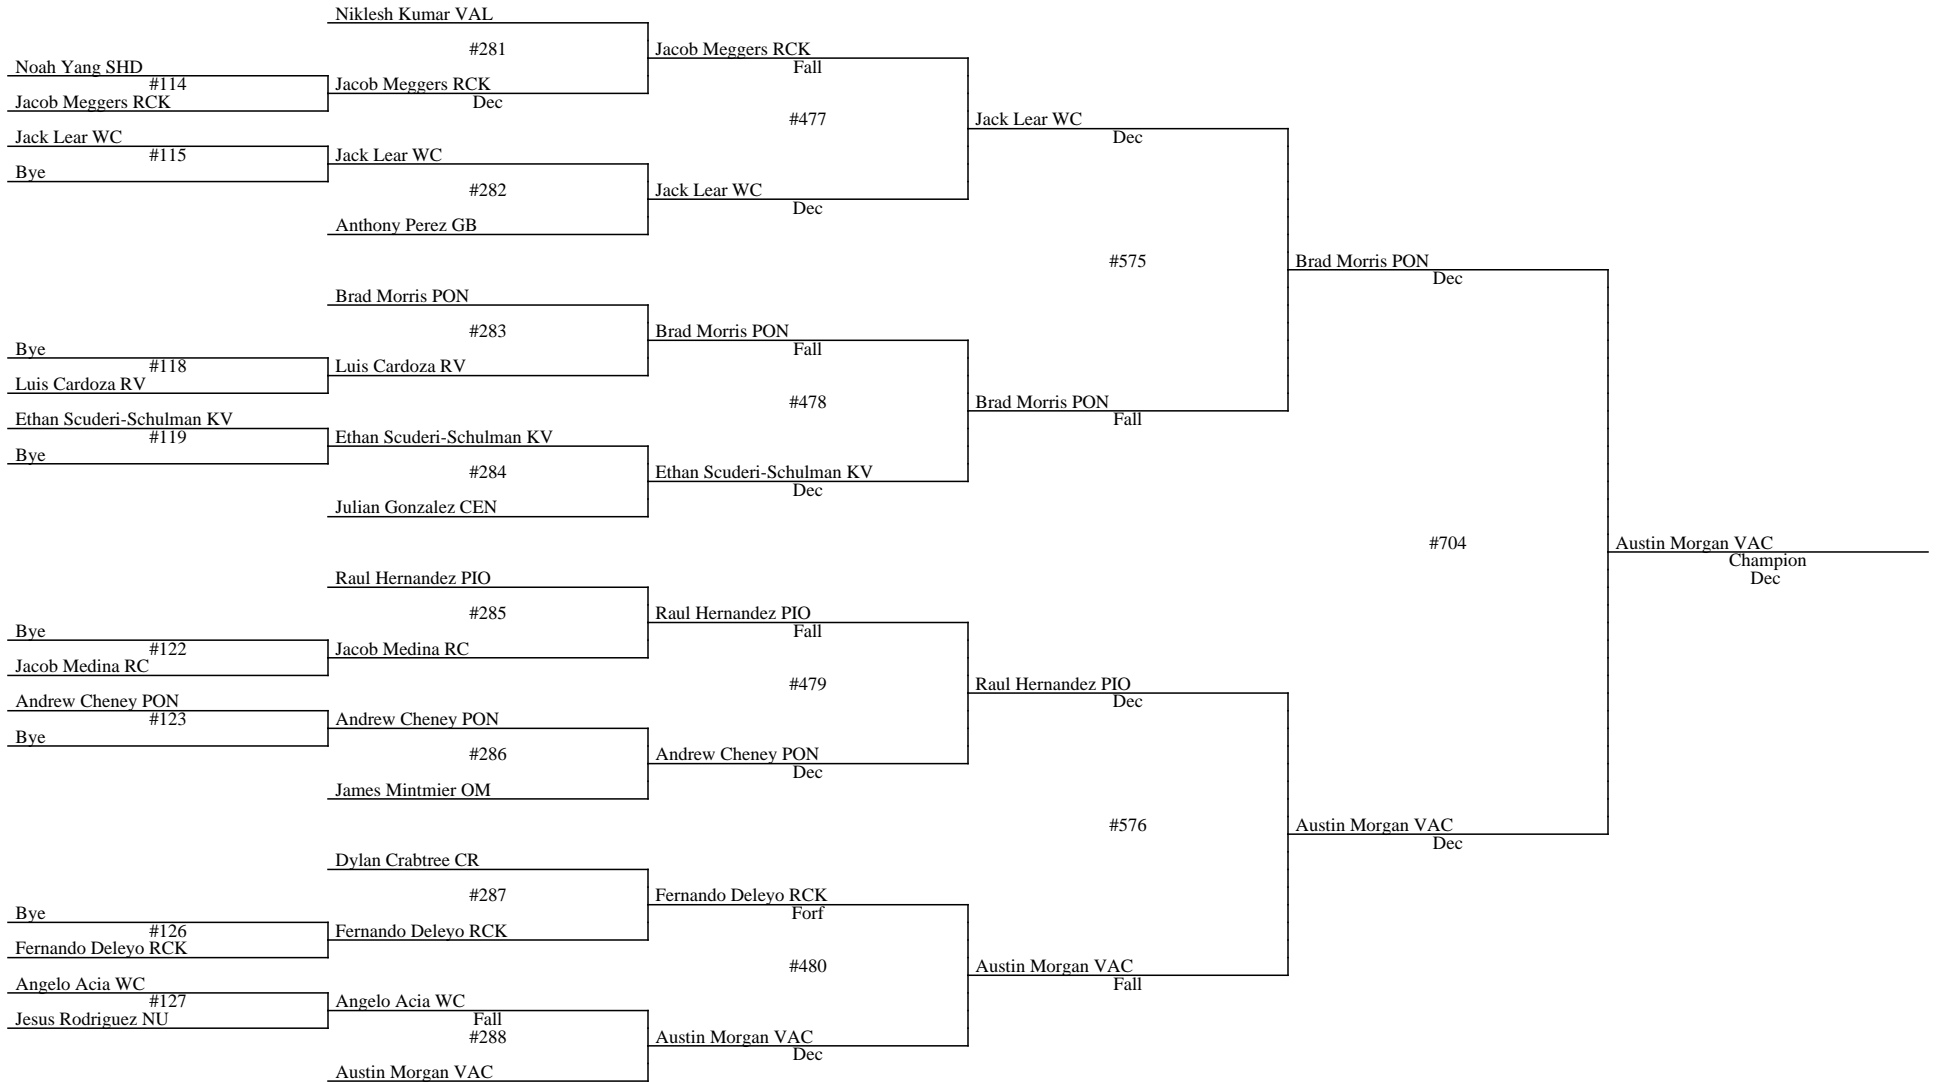 Niklesh Kumar VAL
#281
Jacob Meggers RCK
Fall
Noah Yang SHD
#114
Jacob Meggers RCK
Dec
Jacob Meggers RCK
#477
Jack Lear WC
Dec
Jack Lear WC
#115
Jack Lear WC
Bye
#282
Jack Lear WC
Dec
Anthony Perez GB
#575
Brad Morris PON
Dec
Brad Morris PON
#283
Brad Morris PON
Fall
Bye
#118
Luis Cardoza RV
Luis Cardoza RV
#478
Brad Morris PON
Fall
Ethan Scuderi-Schulman KV
#119
Ethan Scuderi-Schulman KV
Bye
#284
Ethan Scuderi-Schulman KV
Dec
Julian Gonzalez CEN
#704
Austin Morgan VAC
Champion
Dec
Raul Hernandez PIO
#285
Raul Hernandez PIO
Fall
Bye
#122
Jacob Medina RC
Jacob Medina RC
#479
Raul Hernandez PIO
Dec
Andrew Cheney PON
#123
Andrew Cheney PON
Bye
#286
Andrew Cheney PON
Dec
James Mintmier OM
#576
Austin Morgan VAC
Dec
Dylan Crabtree CR
#287
Fernando Deleyo RCK
Forf
Bye
#126
Fernando Deleyo RCK
Fernando Deleyo RCK
#480
Austin Morgan VAC
Fall
Angelo Acia WC
#127
Angelo Acia WC
Fall
Jesus Rodriguez NU
#288
Austin Morgan VAC
Dec
Austin Morgan VAC